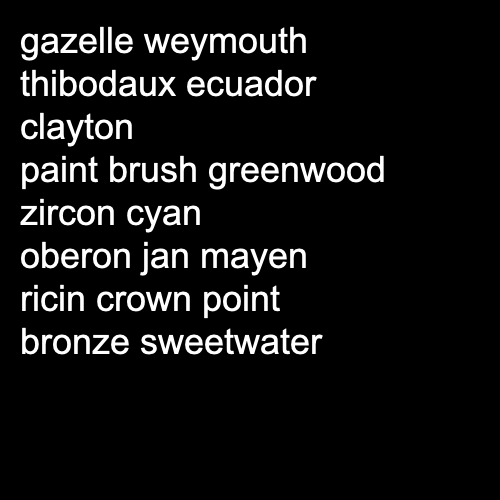 gazelle weymouth
thibodaux ecuador
clayton
paint brush greenwood
zircon cyan
oberon jan mayen
ricin crown point
bronze sweetwater